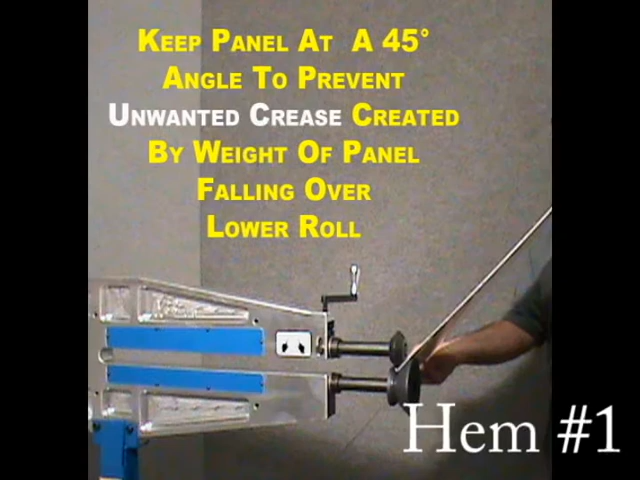 Keep Panel At A 45°
Angle To Prevent
Unwanted Crease Created
By Weight Of Panel
Falling Over
Lower Roll
Hem #1